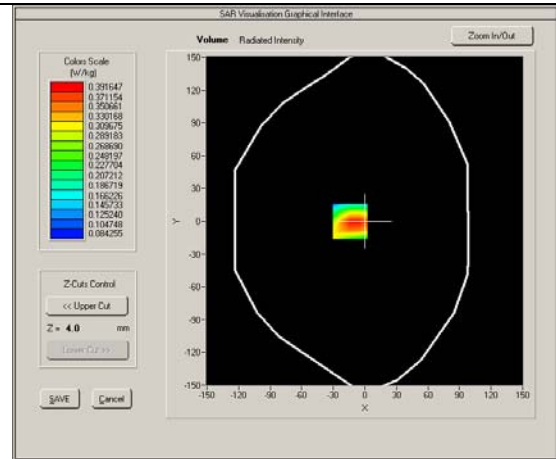 SAR Visualisation Graphical Interface
Volume Radiated Intensity
Zoom In/Out
Colors Scale
(W/kg)
0.391647
0.371154
0.350661
0.330168
0.309675
0.289183
0.268690
0.248197
0.227704
0.207212
0.186719
0.166226
0.145733
0.125240
0.104748
0.084255
Z-Cuts Control
<< Upper Cut
Z = 4.0 mm
Lower Cut >>
SAVE Cancel
150
120
90
60
30
0
-30
-60
-90
-120
-150
Y
-150 -120 -90 -60 -30 0 30 60 90 120 150
X